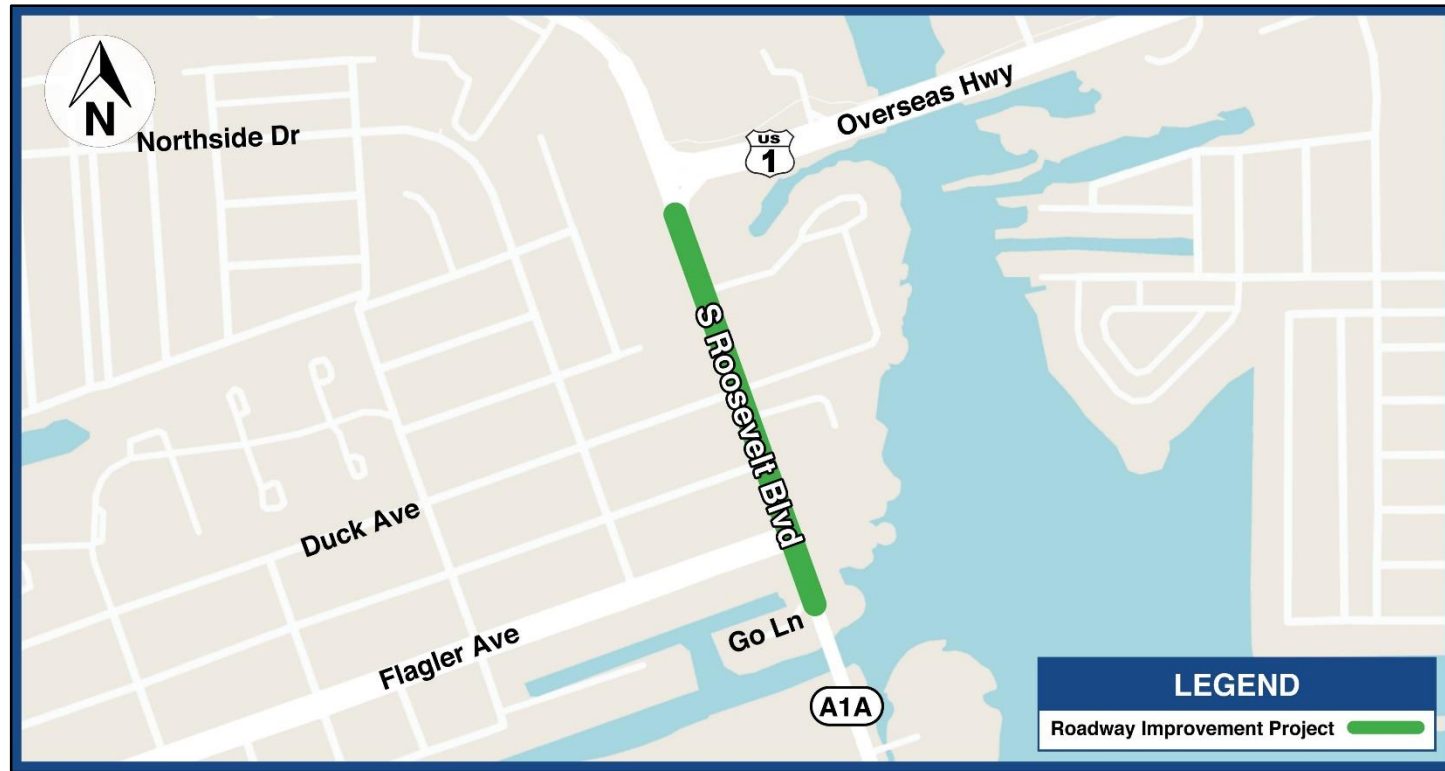 N
Northside Dr
Overseas Hwy
US
1
S Roosevelt Blvd
Duck Ave
Flagler Ave
Go Ln
A1A
LEGEND
Roadway Improvement Project